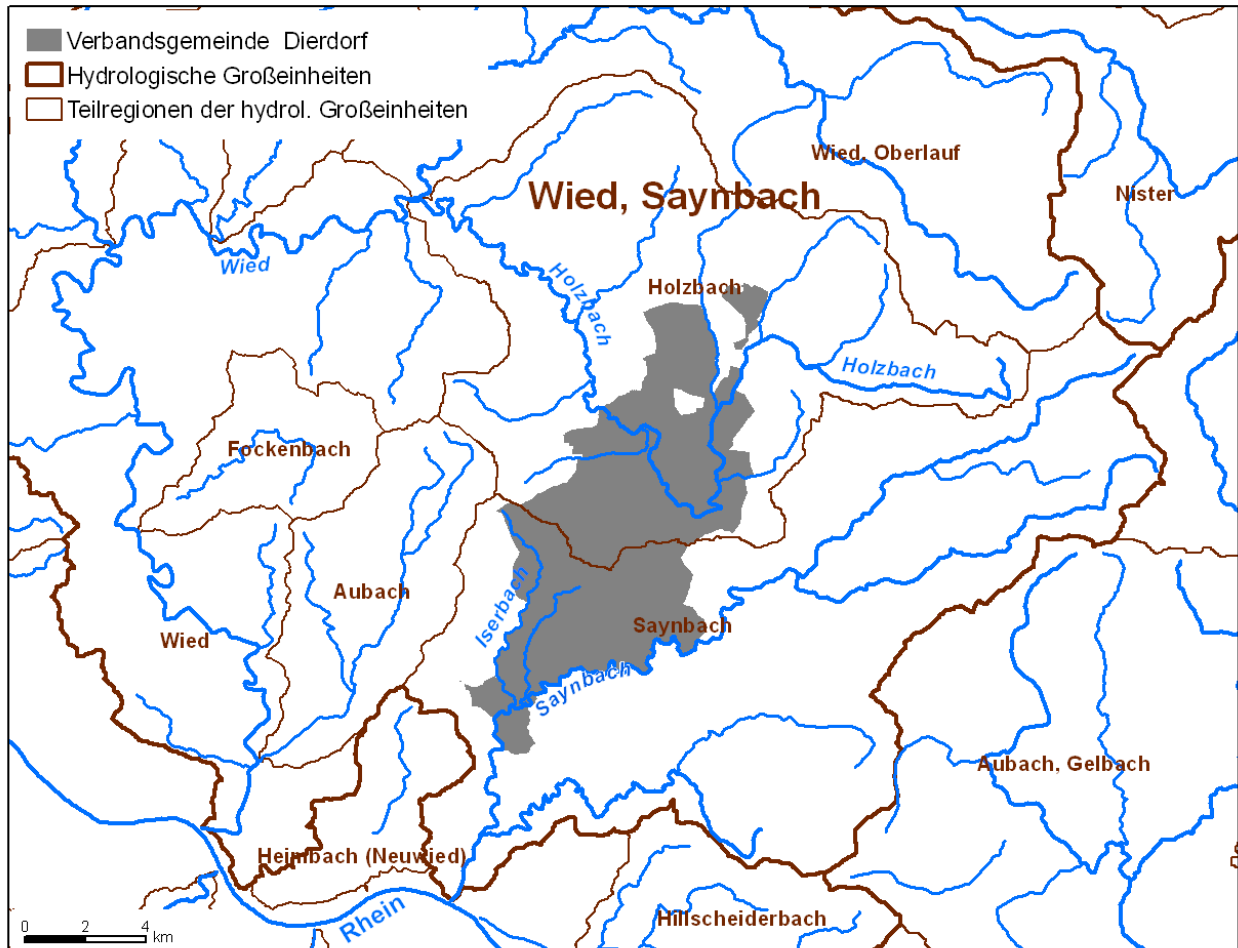 Verbandsgemeinde Dierdorf
Hydrologische Großeinheiten
Teilregionen der hydrol. Großeinheiten
Wied, Oberlauf
Wied, Saynbach
Nister
Wied
Holzbach
Holzbach
Holzbach
Fockenbach
Aubach
Iserbach
Wied
Saynbach
Saynbach
Aubach, Gelbach
Heimbach (Neuwied)
Rhein
Hillscheiderbach
0 2 4
km